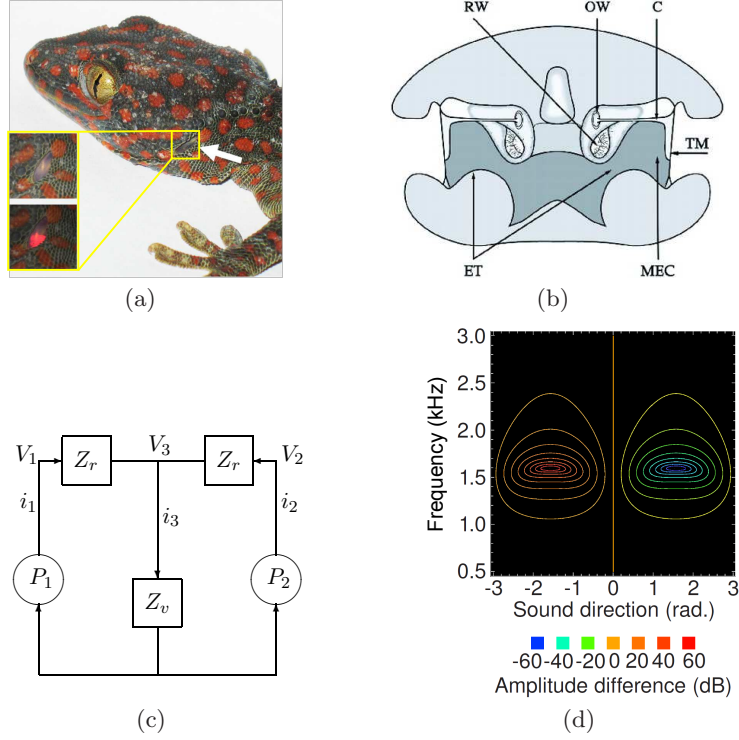 (a)
RW
OW
C
TM
ET
MEC
(b)
V1
Zr
V3
Zr
V2
i1
i3
i2
P1
Zv
P2
(c)
Frequency (kHz)
3.0
2.5
2.0
1.5
1.0
0.5
-3 -2 -1 0 1 2 3
Sound direction (rad.)
-60 -40 -20 0 20 40 60
Amplitude difference (dB)
(d)